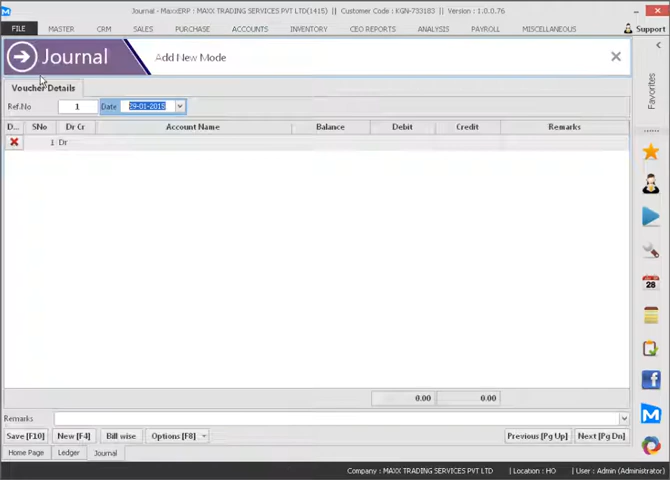 Journal - MaxxERP : MAXX TRADING SERVICES PVT LTD(1415) || Customer Code : KGN-733183 || Version : 1.0.0.76
FILE MASTER CRM SALES PURCHASE ACCOUNTS INVENTORY CEO REPORTS ANALYSIS PAYROLL MISCELLANEOUS Support
Journal Add New Mode
Favorites
Voucher Details
Ref.No 1 Date 29-01-2015
D... SNo Dr Cr Account Name Balance Debit Credit Remarks
1 Dr
28
0.00 0.00
Remarks
Save [F10] New [F4] Bill wise Options [F8] Previous [Pg Up] Next [Pg Dn]
Home Page Ledger Journal
Company : MAXX TRADING SERVICES PVT LTD | Location : HO | User : Admin (Administrator)